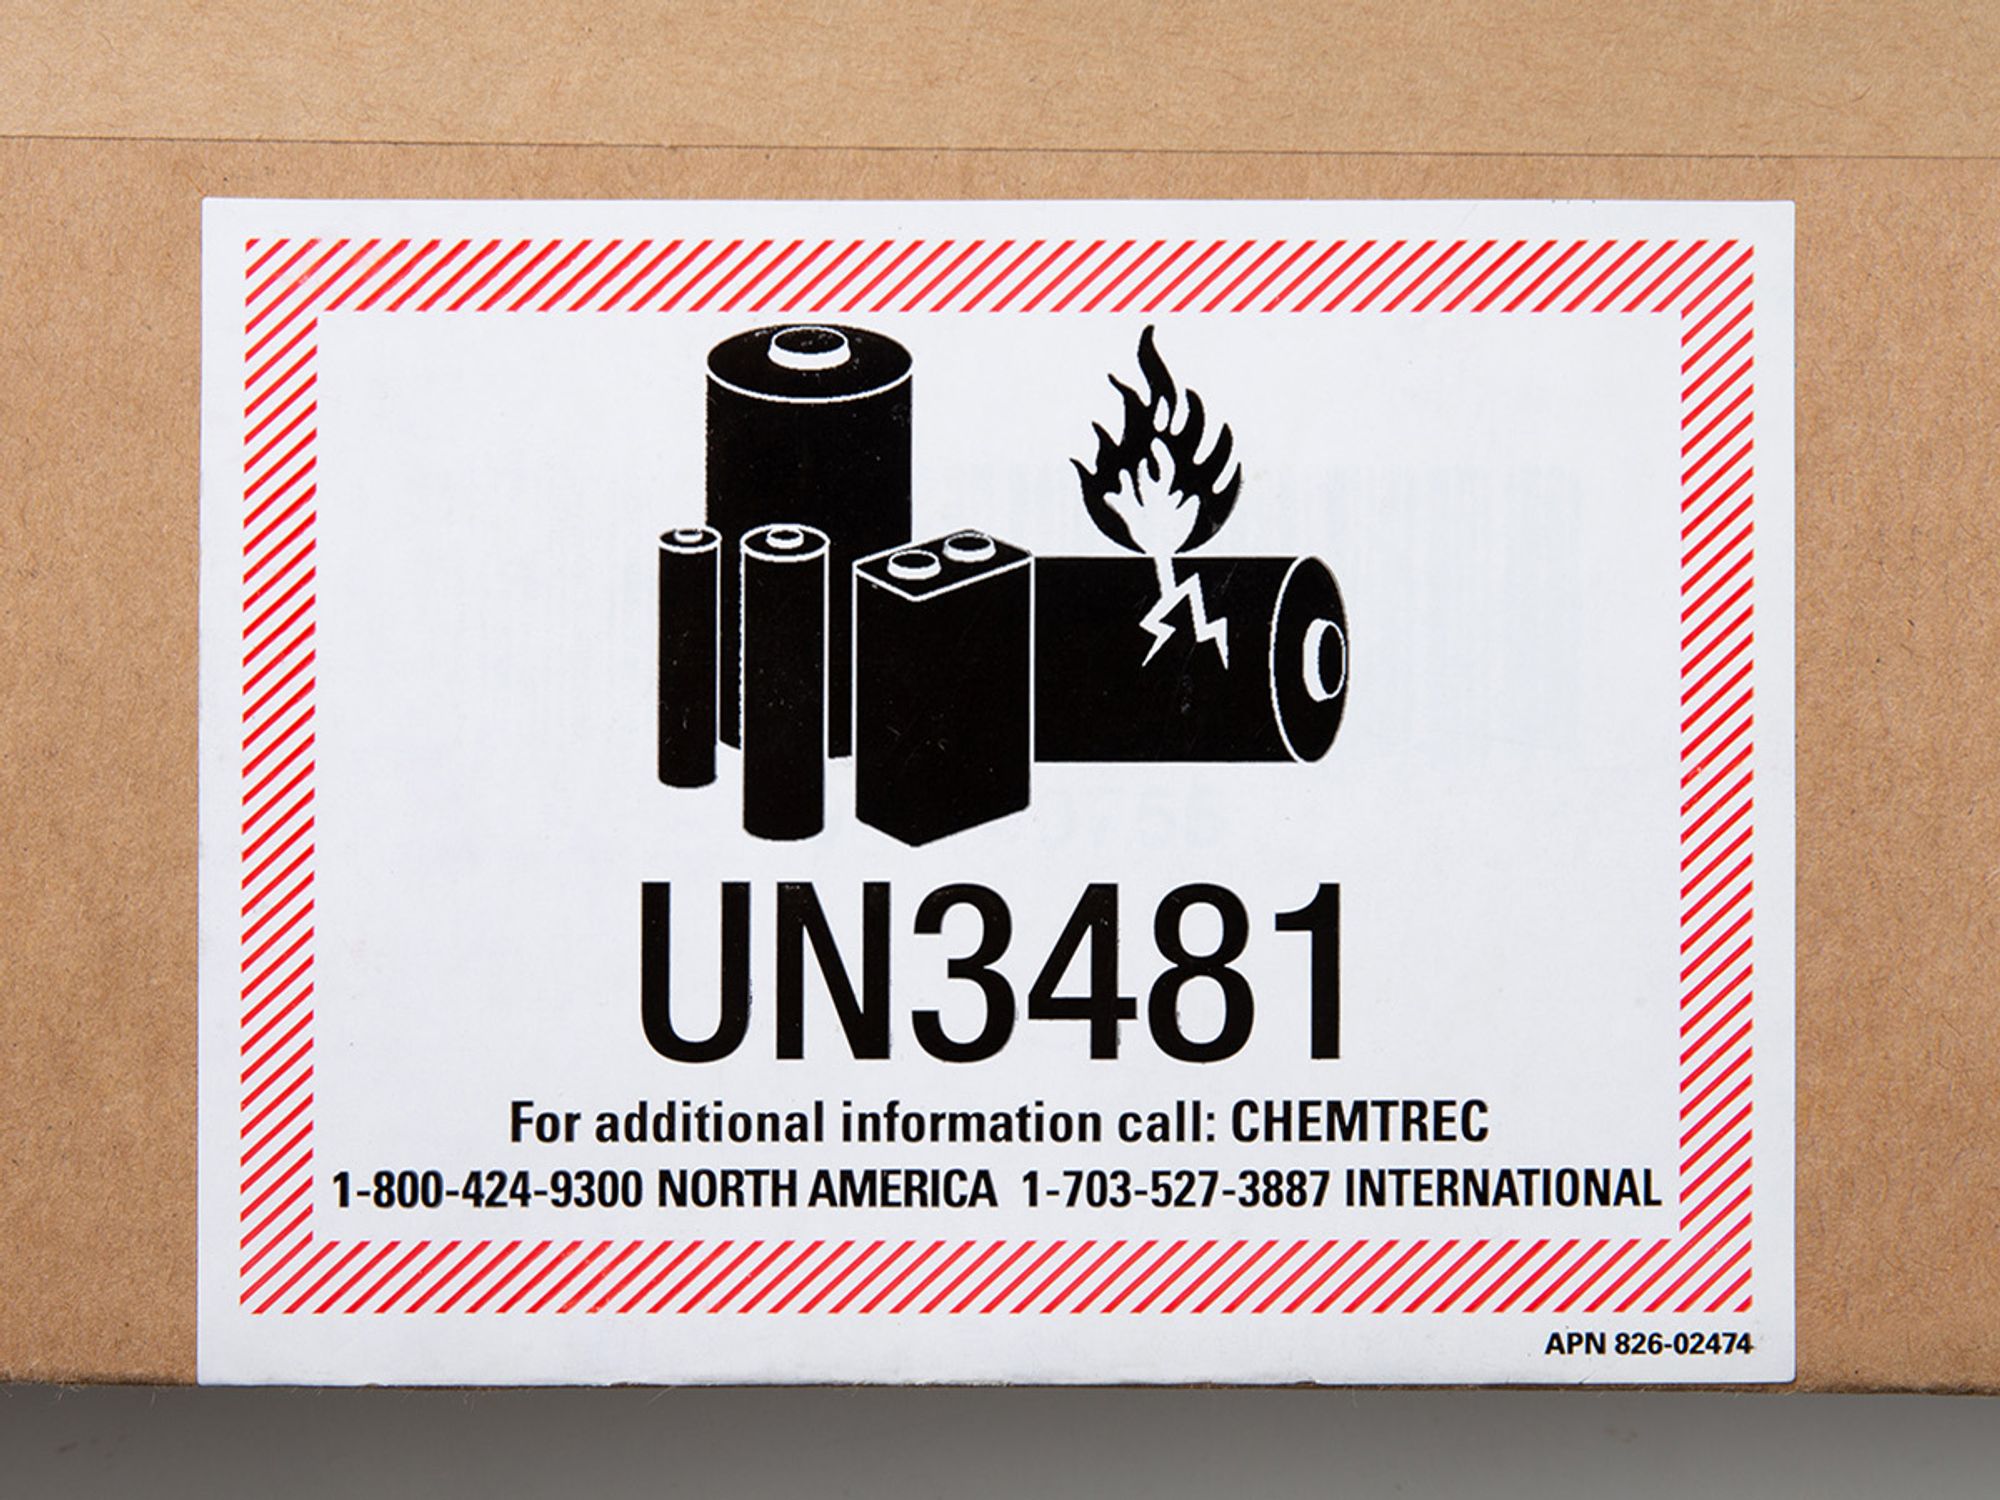 UN3481
For additional information call: CHEMTREC
1-800-424-9300 NORTH AMERICA 1-703-527-3887 INTERNATIONAL
APN 826-02474